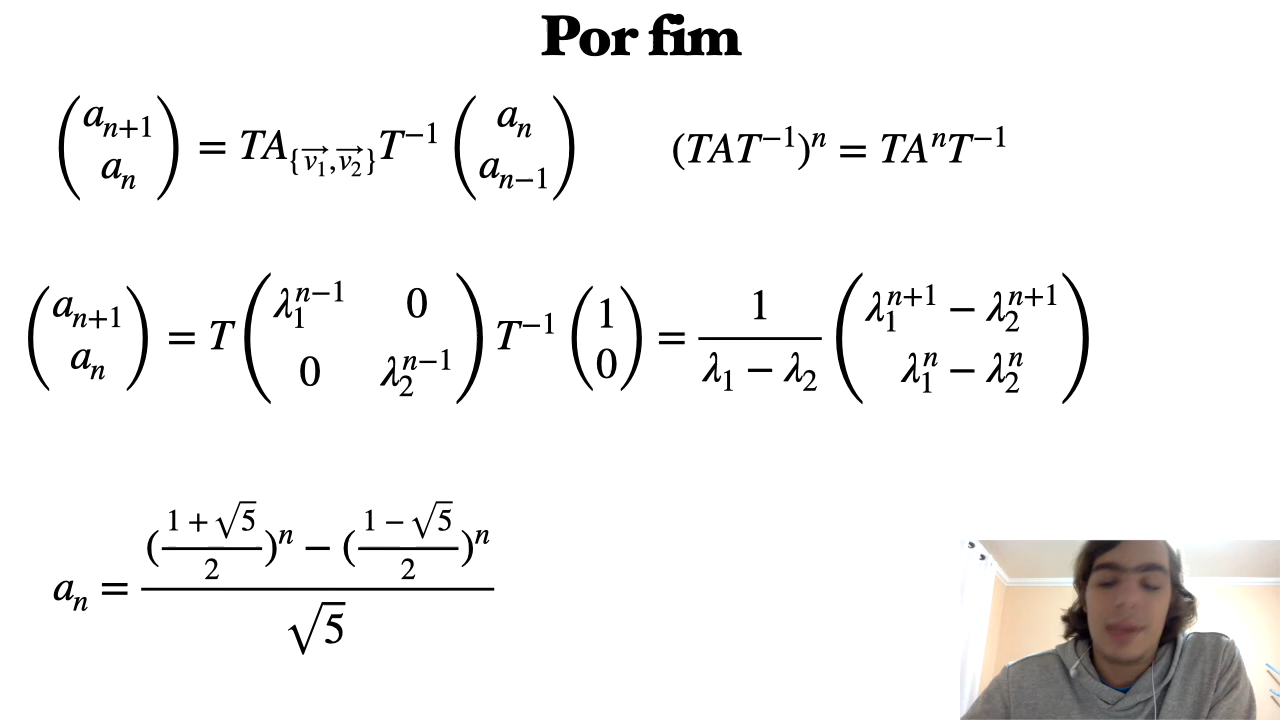 Por fim
(a_{n+1} a_n) = TA_{\{\vec{v_1},\vec{v_2}\}}T^{-1} (a_n a_{n-1})    (TAT^{-1})^n = TA^nT^{-1}
(a_{n+1} a_n) = T (λ_1^{n-1} 0 0 λ_2^{n-1}) T^{-1} (1 0) = \frac{1}{λ_1 − λ_2} (λ_1^{n+1} − λ_2^{n+1} λ_1^n − λ_2^n)
a_n = \frac{(\frac{1+\sqrt{5}}{2})^n − (\frac{1−\sqrt{5}}{2})^n}{\sqrt{5}}